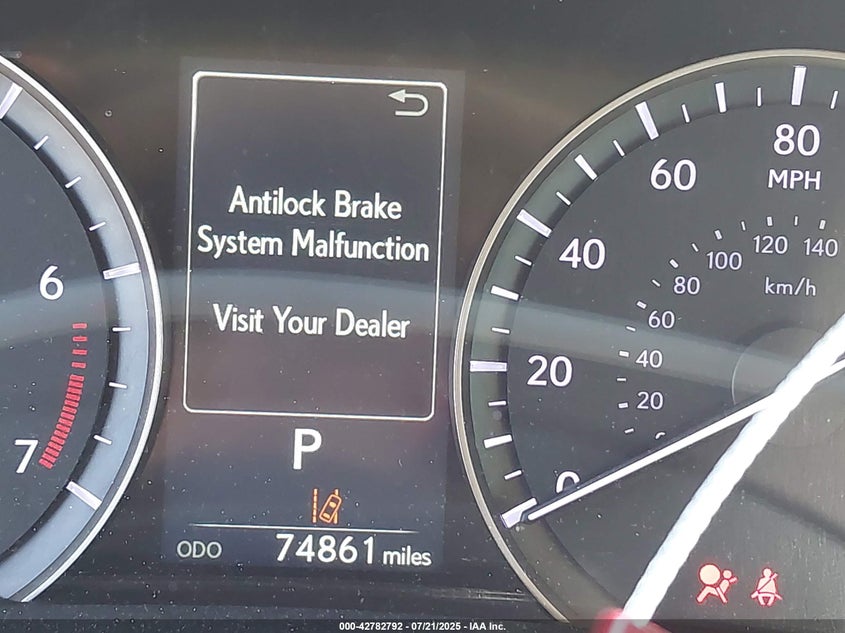 Antilock Brake
System Malfunction
Visit Your Dealer
P
ODO 74861 miles
6
7
80
MPH
60
40
20
0
140
120
100
km/h
80
60
40
20
000-42782792 - 07/21/2025 - IAA Inc.